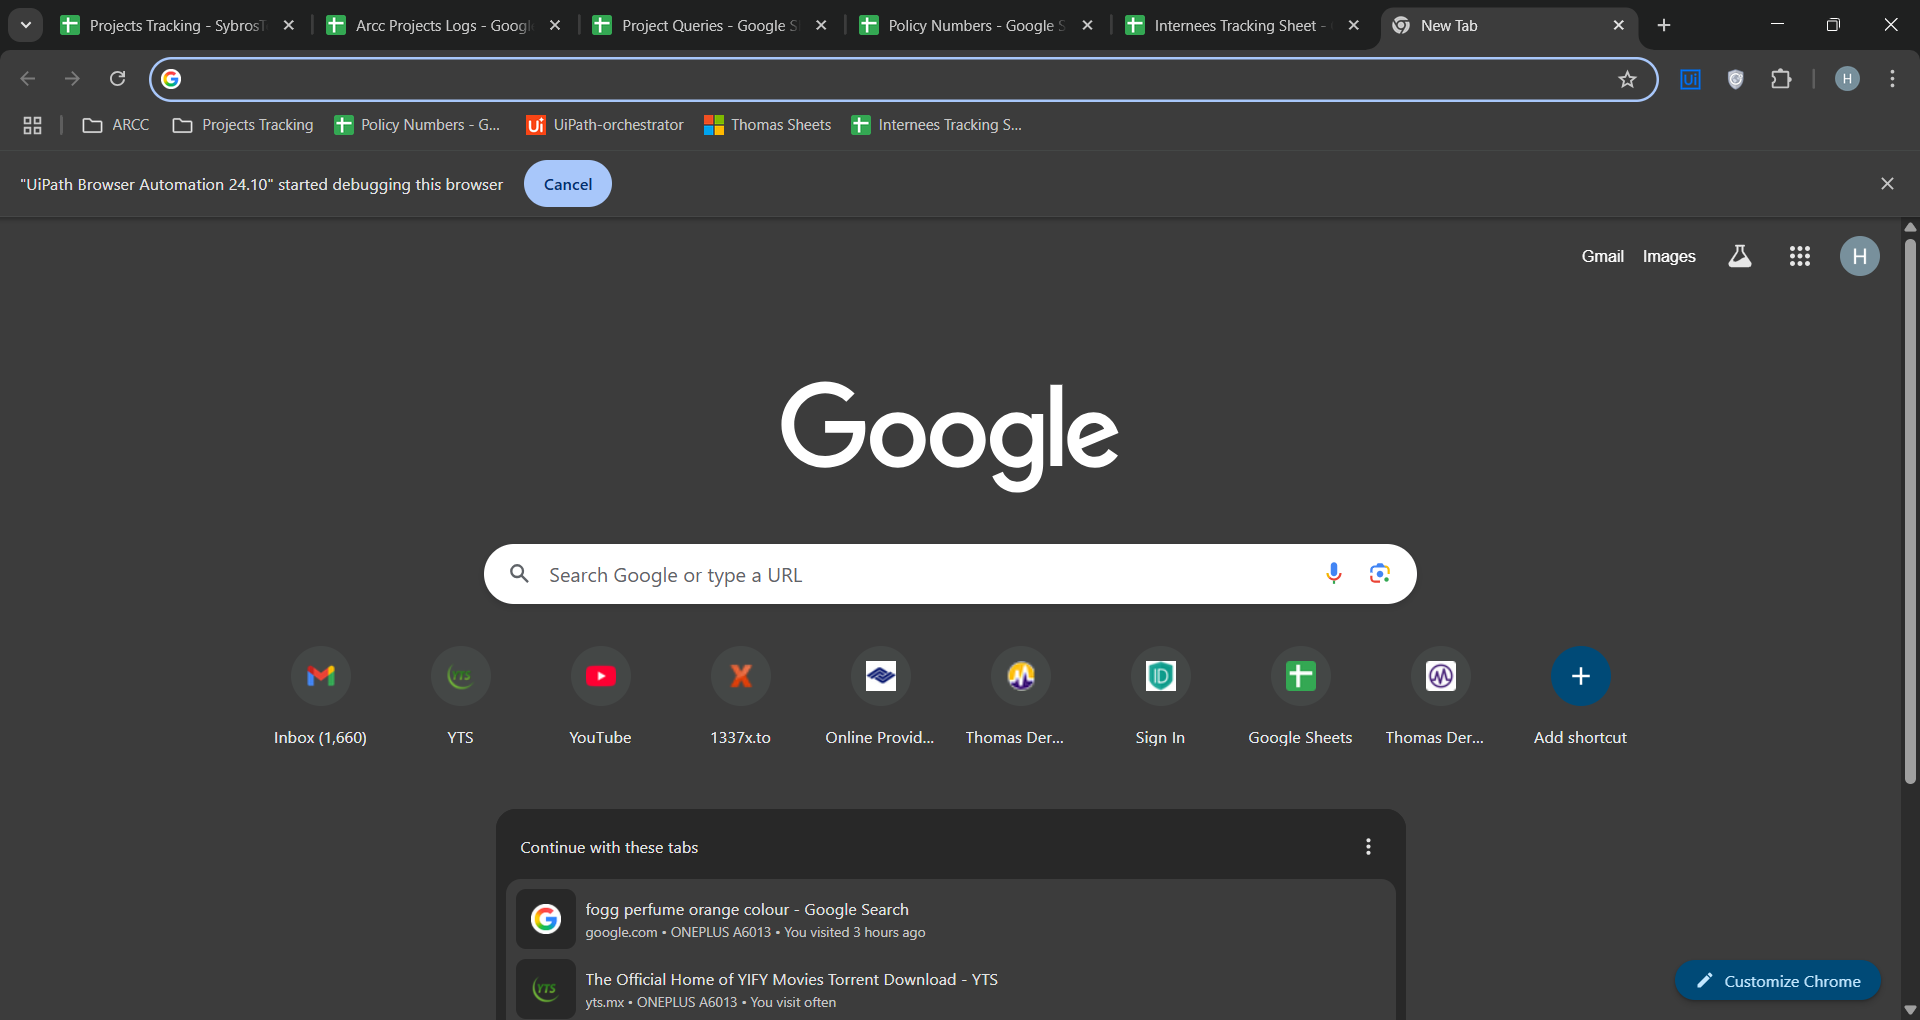 Projects Tracking - SybrosT
Arcc Projects Logs - Googl
Project Queries - Google S
Policy Numbers - Google S
Internees Tracking Sheet -
New Tab
Ui
H
ARCC
Projects Tracking
Policy Numbers - G...
Ui
UiPath-orchestrator
Thomas Sheets
Internees Tracking S...
"UiPath Browser Automation 24.10" started debugging this browser
Cancel
Gmail
Images
H
Google
Search Google or type a URL
YTS
X
ID
Inbox (1,660)
YTS
YouTube
1337x.to
Online Provid...
Thomas Der...
Sign In
Google Sheets
Thomas Der...
Add shortcut
Continue with these tabs
fogg perfume orange colour - Google Search
google.com • ONEPLUS A6013 • You visited 3 hours ago
YTS
The Official Home of YIFY Movies Torrent Download - YTS
yts.mx • ONEPLUS A6013 • You visit often
Customize Chrome